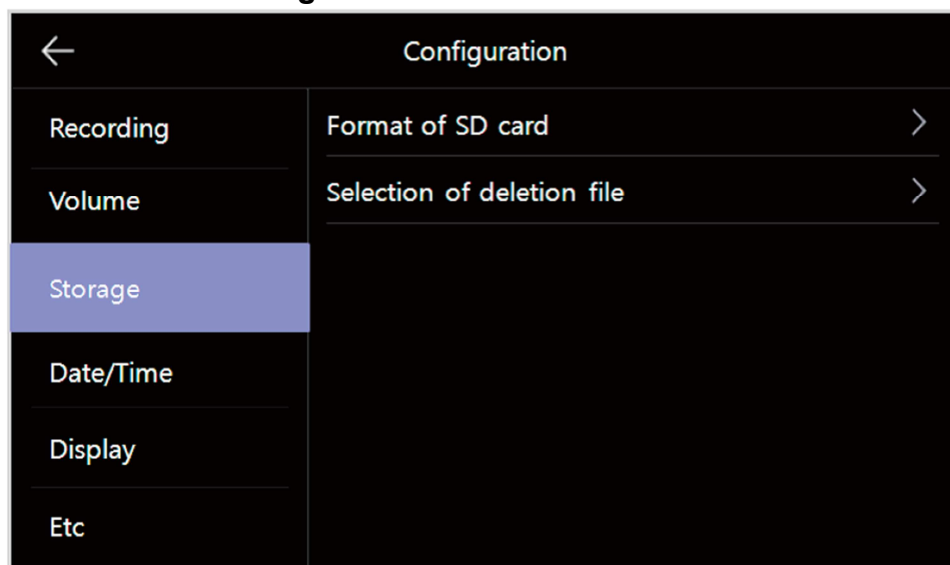 Configuration
Recording
Volume
Storage
Date/Time
Display
Etc
Format of SD card
Selection of deletion file